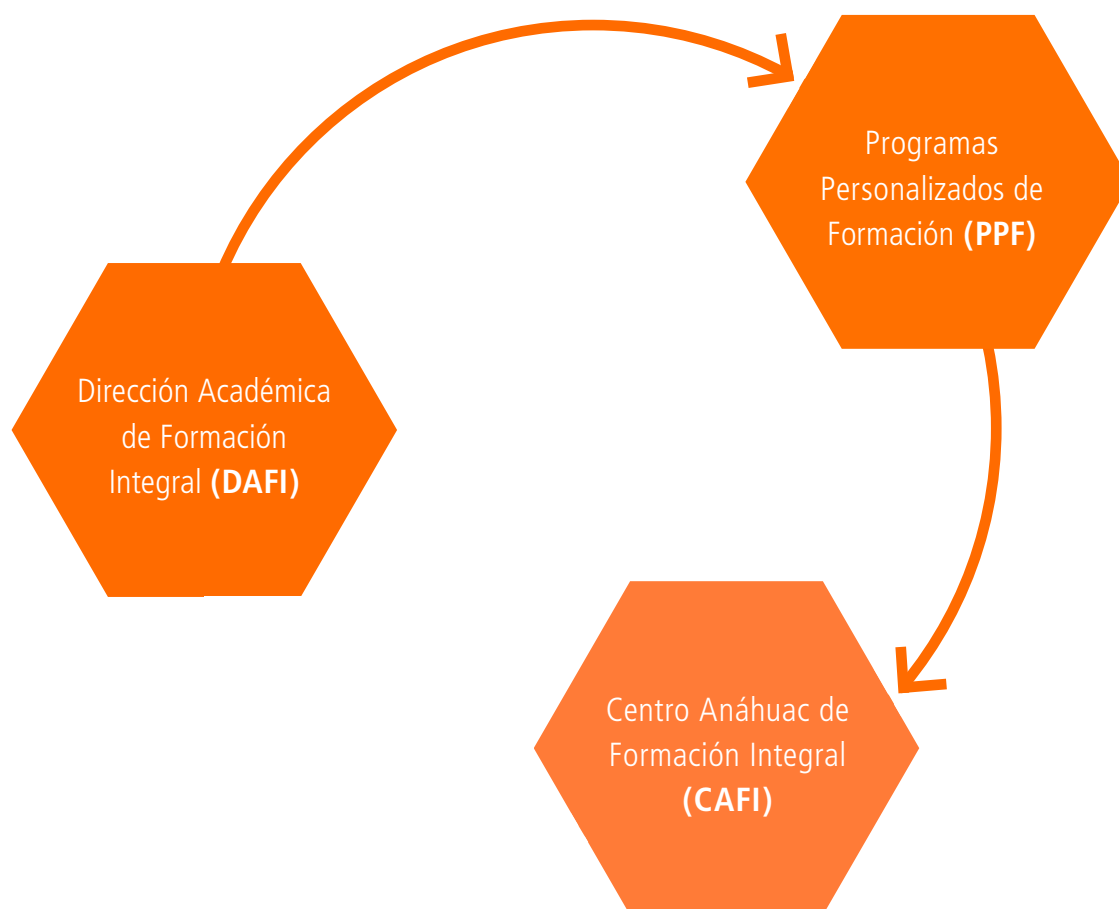 Programas
Personalizados de
Formación (PPF)
Dirección Académica
de Formación
Integral (DAFI)
Centro Anáhuac de
Formación Integral
(CAFI)